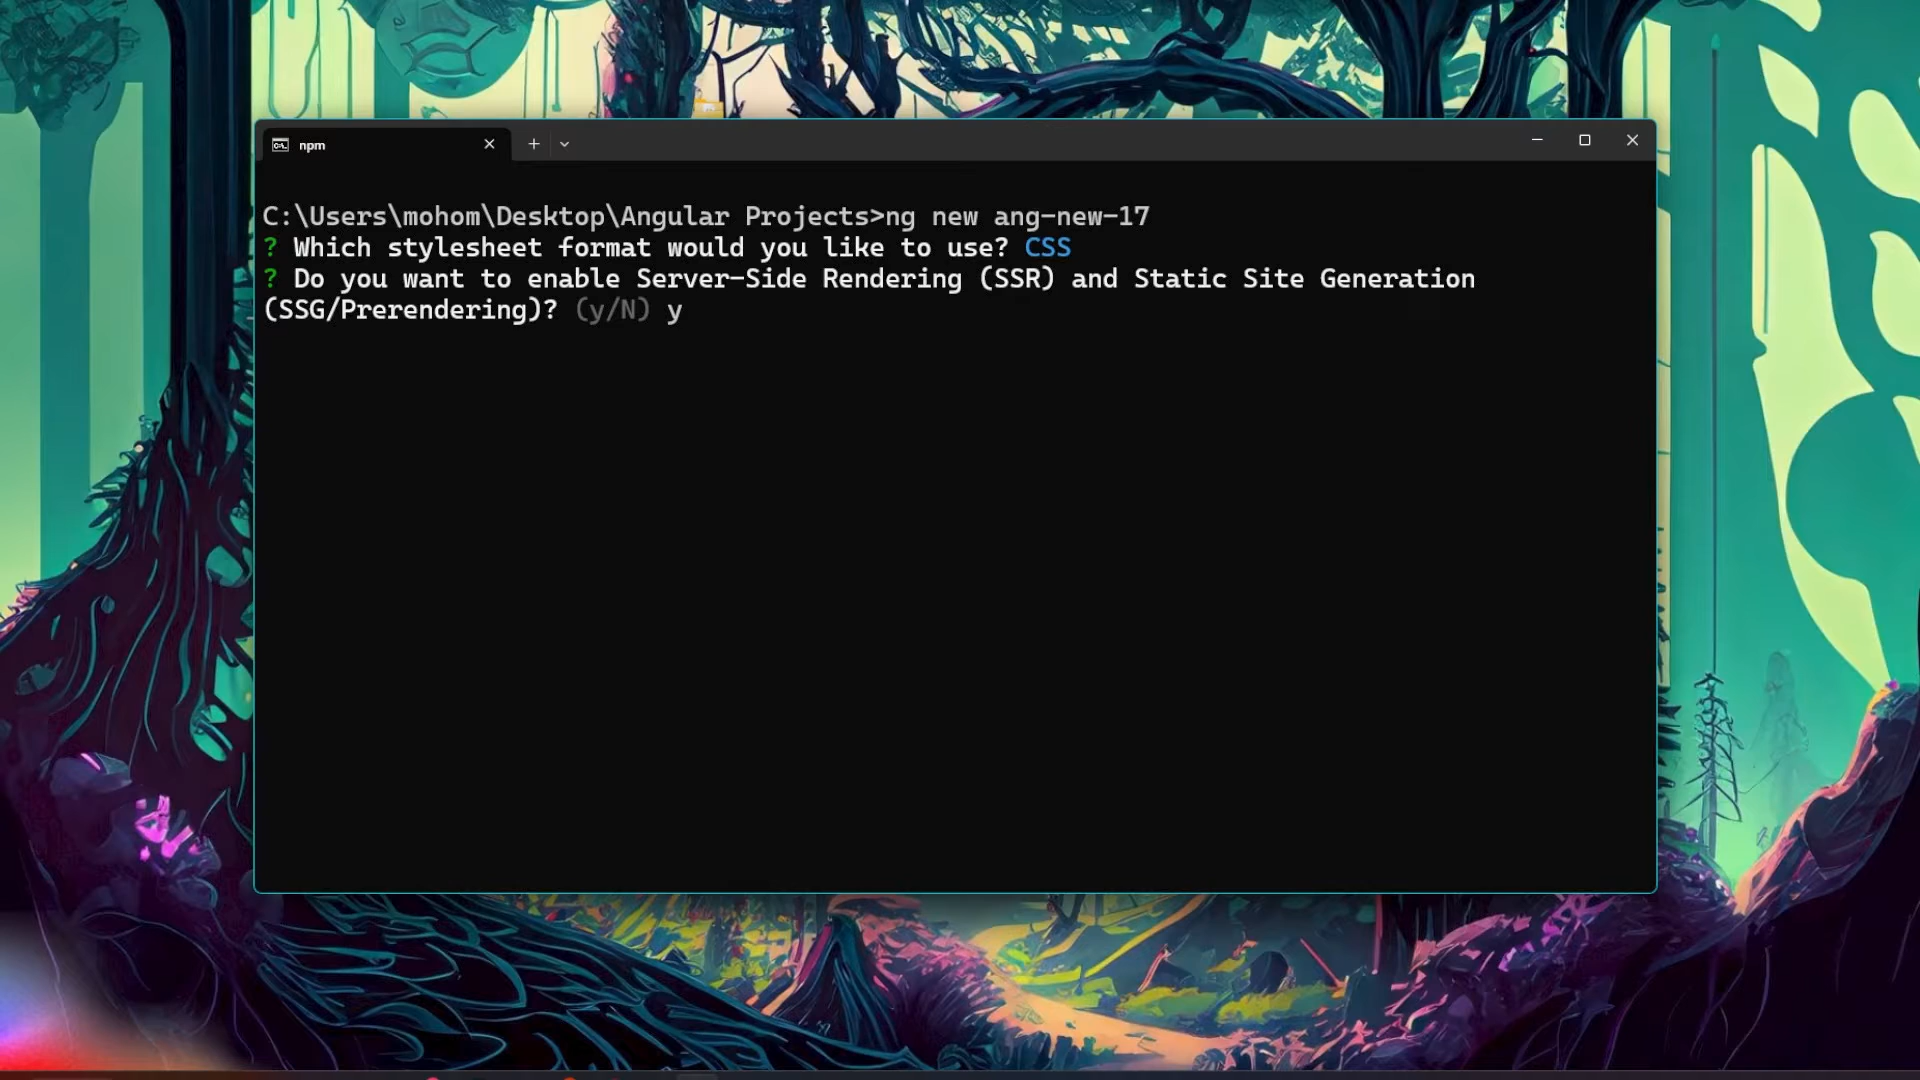 npm
C:\Users\mohom\Desktop\Angular Projects>ng new ang-new-17
? Which stylesheet format would you like to use? CSS
? Do you want to enable Server-Side Rendering (SSR) and Static Site Generation
(SSG/Prerendering)? (y/N) y